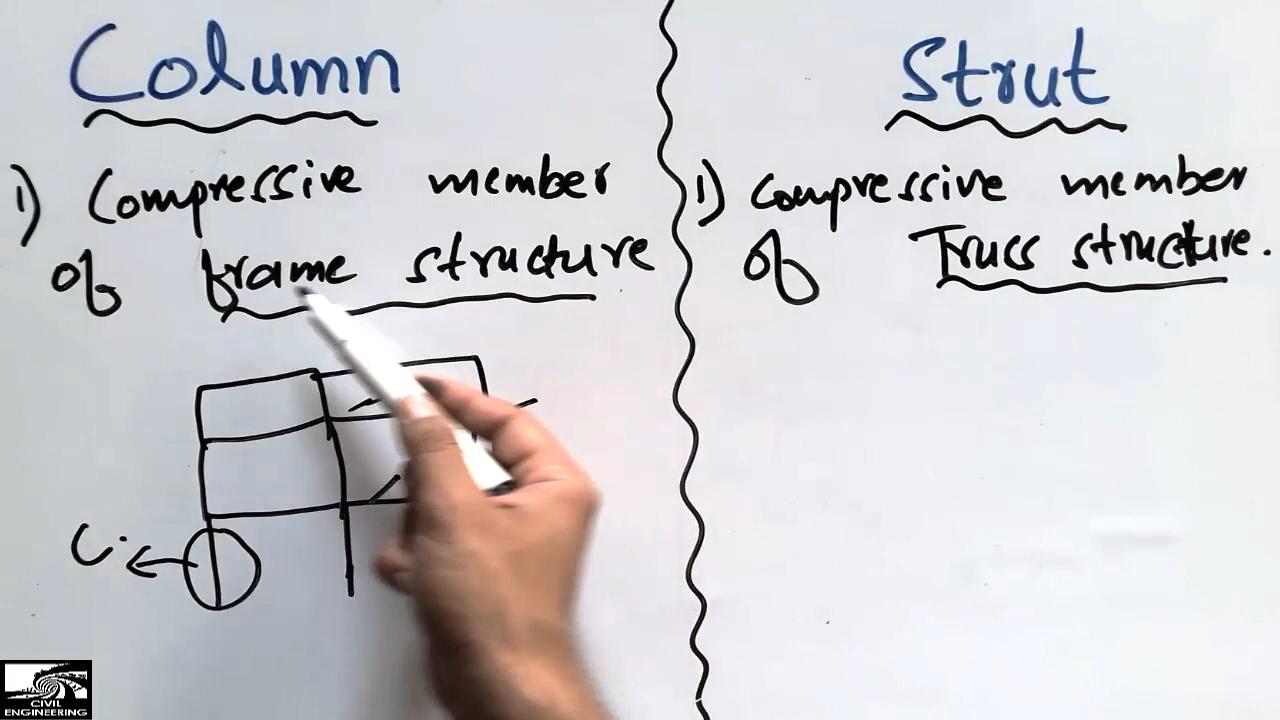 Column
1) Compressive member
of frame structure
C.
Strut
1) Compressive member
of Truss structure.
CIVIL
ENGINEERING